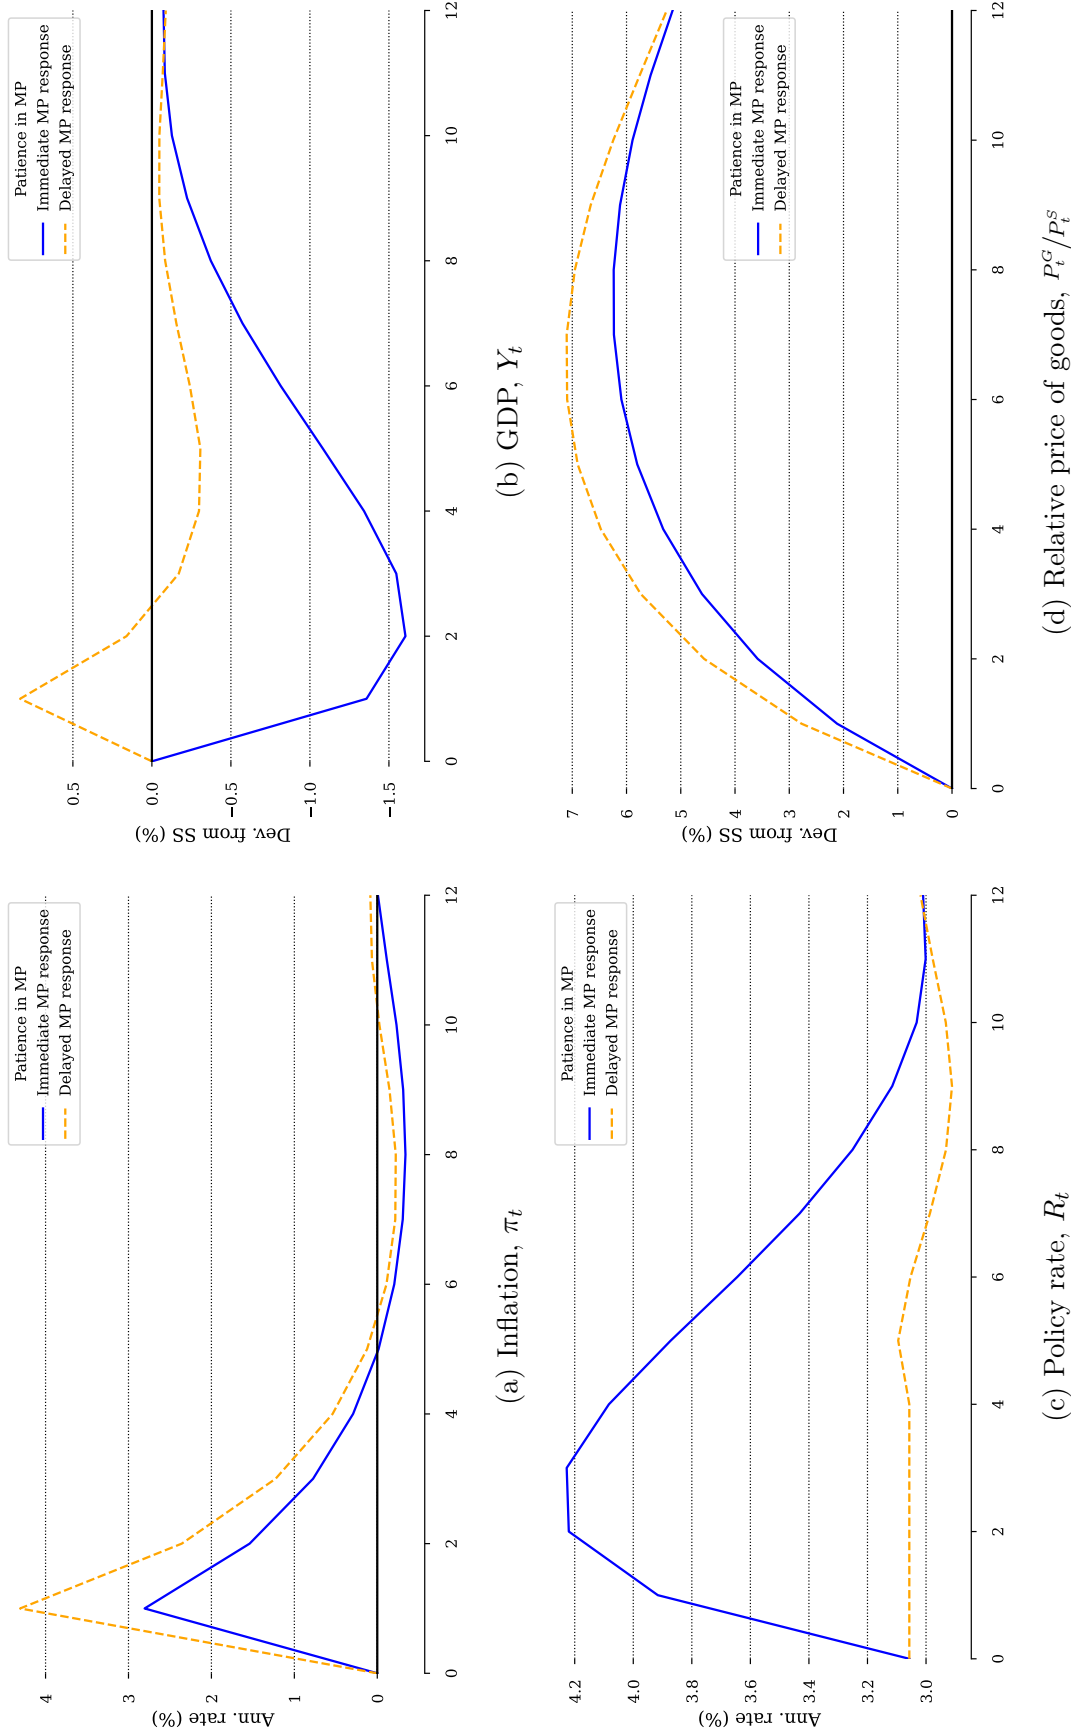 Ann. rate (%)
4
3
2
1
0
0
2
4
6
8
10
12
Patience in MP
Immediate MP response
Delayed MP response
(a) Inflation, πₜ
Dev. from SS (%)
0.5
0.0
−0.5
−1.0
−1.5
0
2
4
6
8
10
12
Patience in MP
Immediate MP response
Delayed MP response
(b) GDP, Yₜ
Ann. rate (%)
4.2
4.0
3.8
3.6
3.4
3.2
3.0
0
2
4
6
8
10
12
Patience in MP
Immediate MP response
Delayed MP response
(c) Policy rate, Rₜ
Dev. from SS (%)
7
6
5
4
3
2
1
0
0
2
4
6
8
10
12
Patience in MP
Immediate MP response
Delayed MP response
(d) Relative price of goods, P_t^G/P_t^S